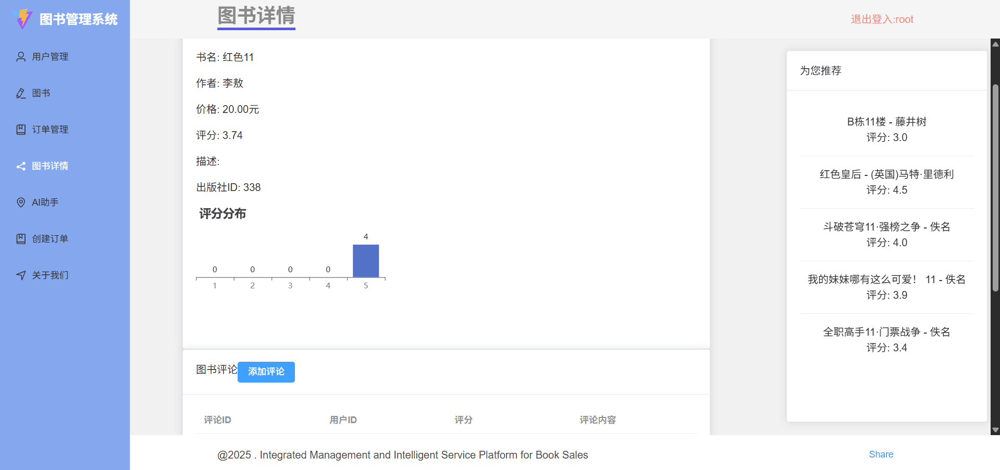 图书管理系统
用户管理
图书
订单管理
图书详情
AI助手
创建订单
关于我们
图书详情
退出登入:root
书名: 红色11
作者: 李敖
价格: 20.00元
评分: 3.74
描述:
出版社ID: 338
评分分布
4
0 0 0 0
1 2 3 4 5
图书评论 添加评论
评论ID 用户ID 评分 评论内容
为您推荐
B栋11楼 - 藤井树
评分: 3.0
红色皇后 - (英国)马特·里德利
评分: 4.5
斗破苍穹11·强榜之争 - 佚名
评分: 4.0
我的妹妹哪有这么可爱！ 11 - 佚名
评分: 3.9
全职高手11·门票战争 - 佚名
评分: 3.4
@2025 . Integrated Management and Intelligent Service Platform for Book Sales
Share